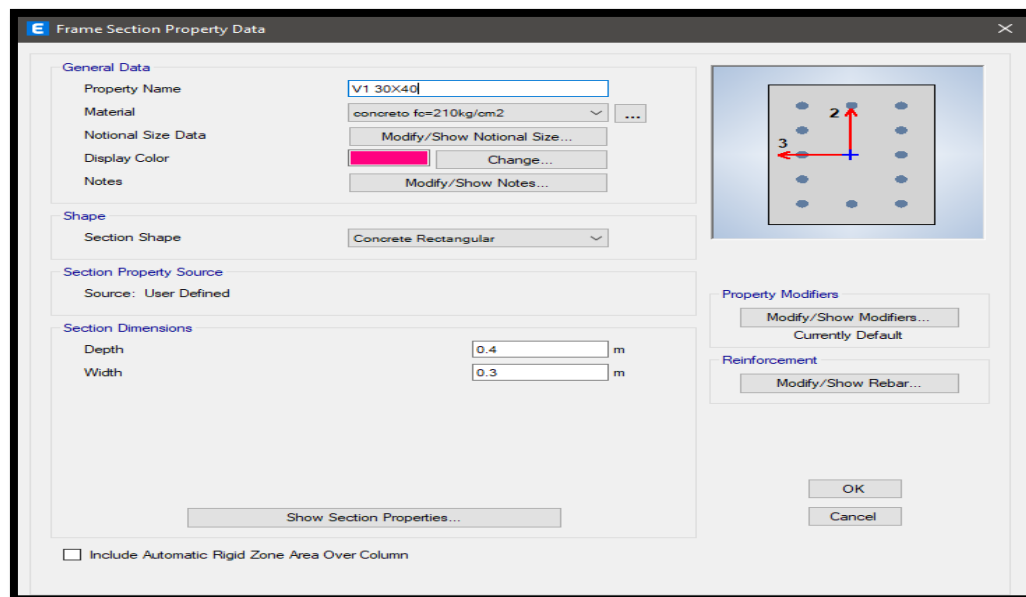 E Frame Section Property Data
General Data
Property Name V1 30X40
Material concreto fc=210kg/cm2 ...
Notional Size Data Modify/Show Notional Size...
Display Color Change...
Notes Modify/Show Notes...
Shape
Section Shape Concrete Rectangular
Section Property Source
Source: User Defined
Section Dimensions
Depth 0.4 m
Width 0.3 m
Show Section Properties...
Include Automatic Rigid Zone Area Over Column
2
3
Property Modifiers
Modify/Show Modifiers...
Currently Default
Reinforcement
Modify/Show Rebar...
OK
Cancel